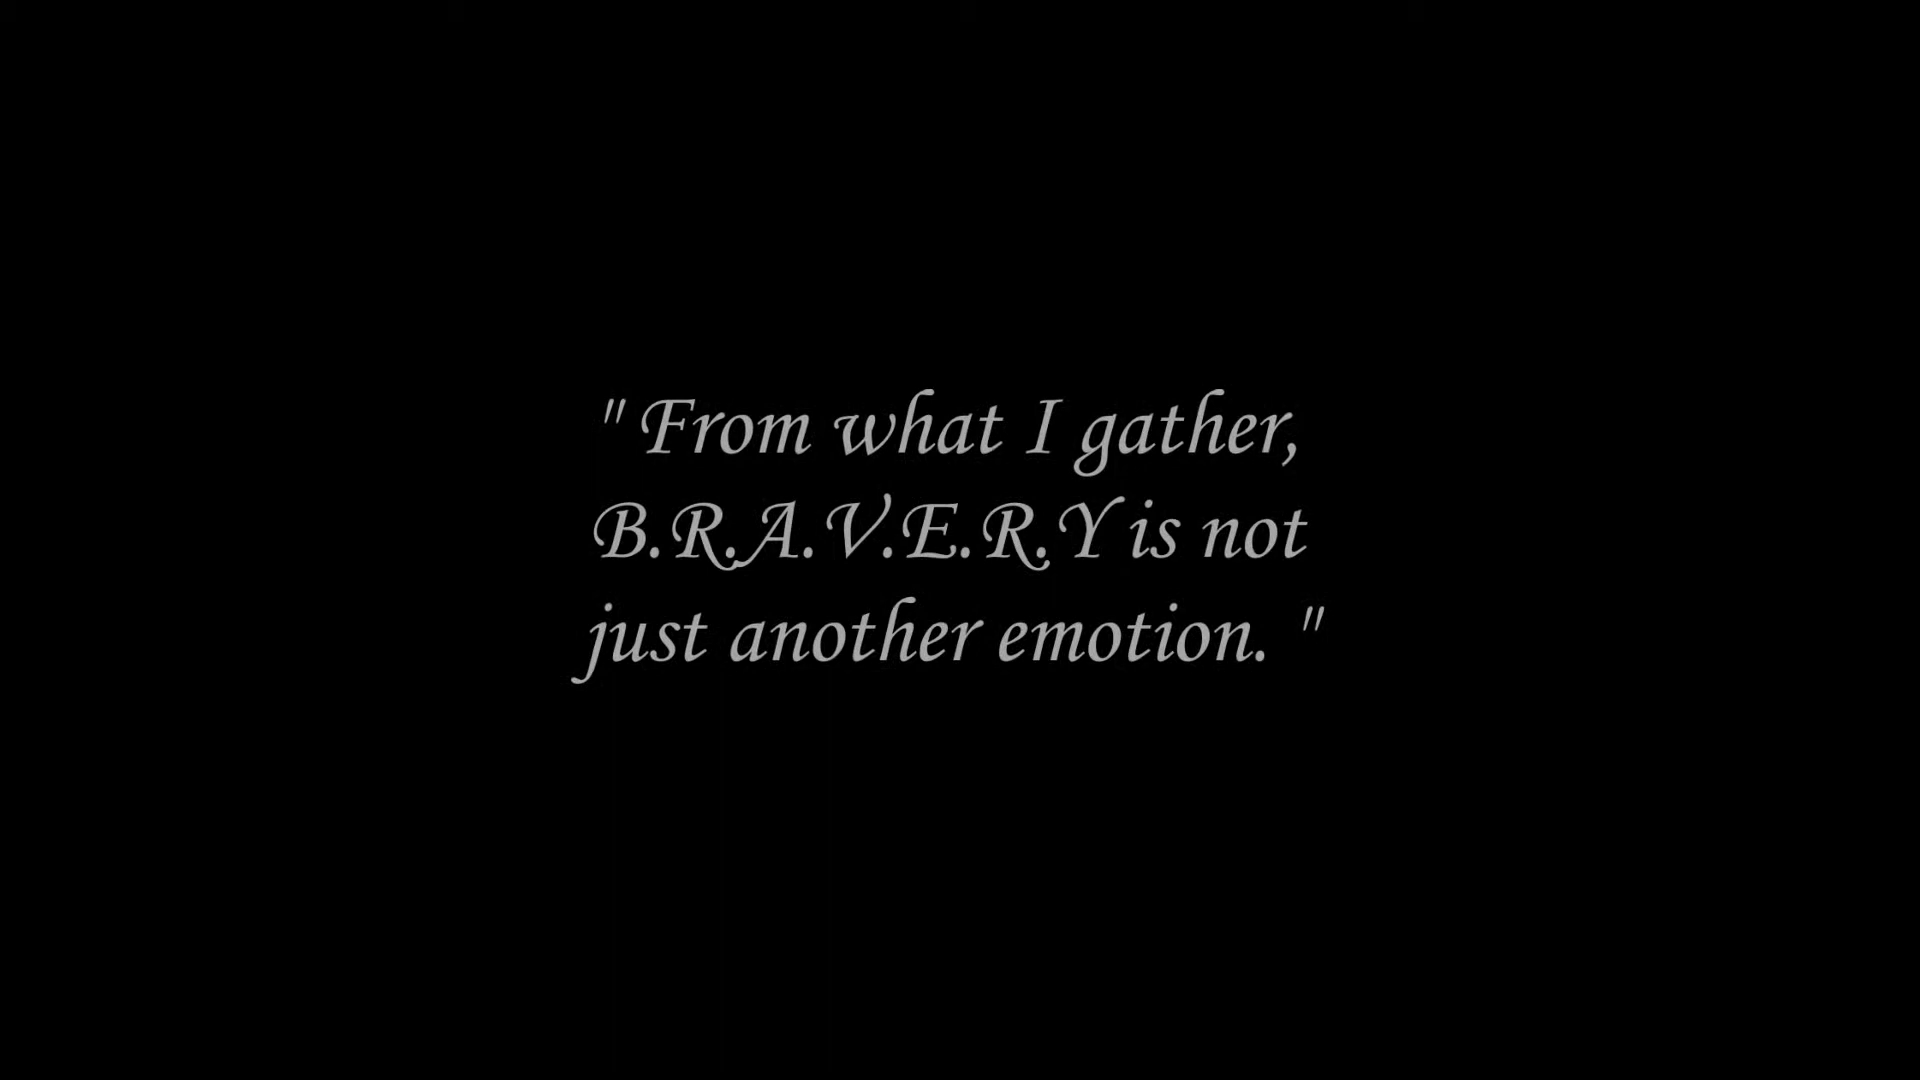 " From what I gather,
B.R.A.V.E.R.Y is not
just another emotion. "